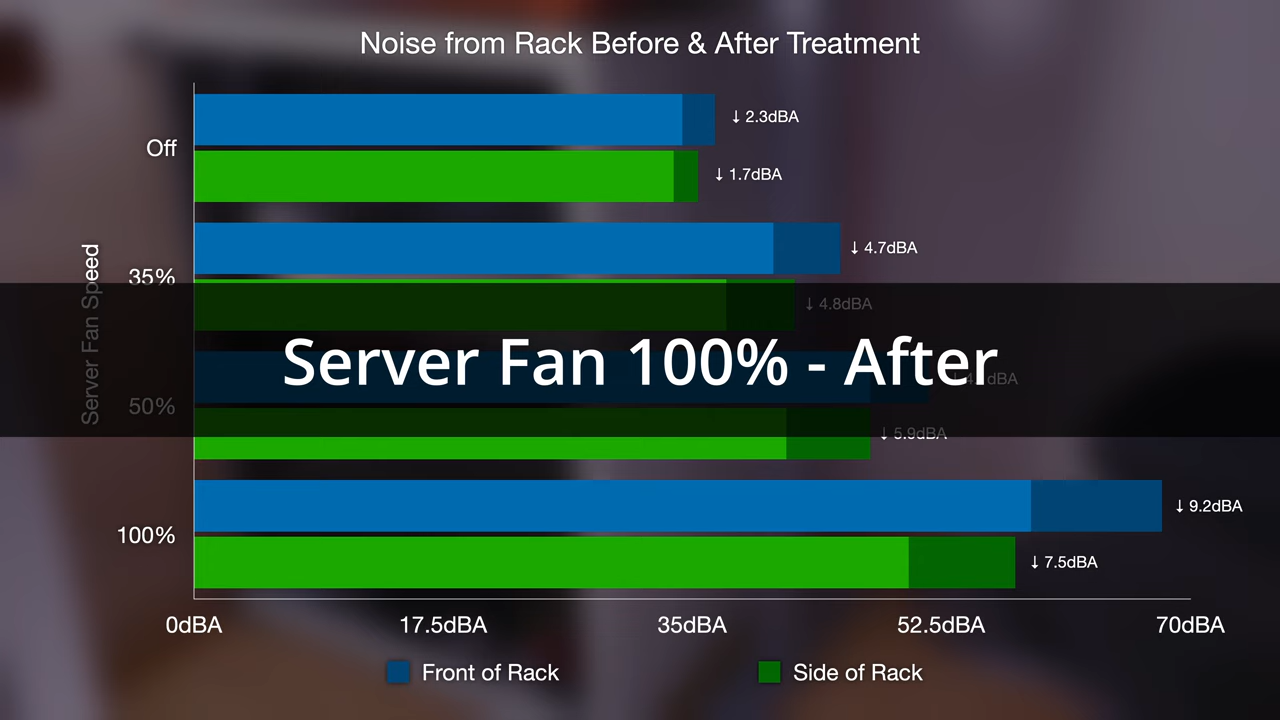 Noise from Rack Before & After Treatment
Off
↓ 2.3dBA
↓ 1.7dBA
Server Fan Speed
35%
↓ 4.7dBA
↓ 4.8dBA
Server Fan 100% - After
50%
↓ 5.9dBA
100%
↓ 9.2dBA
↓ 7.5dBA
0dBA 17.5dBA 35dBA 52.5dBA 70dBA
Front of Rack Side of Rack